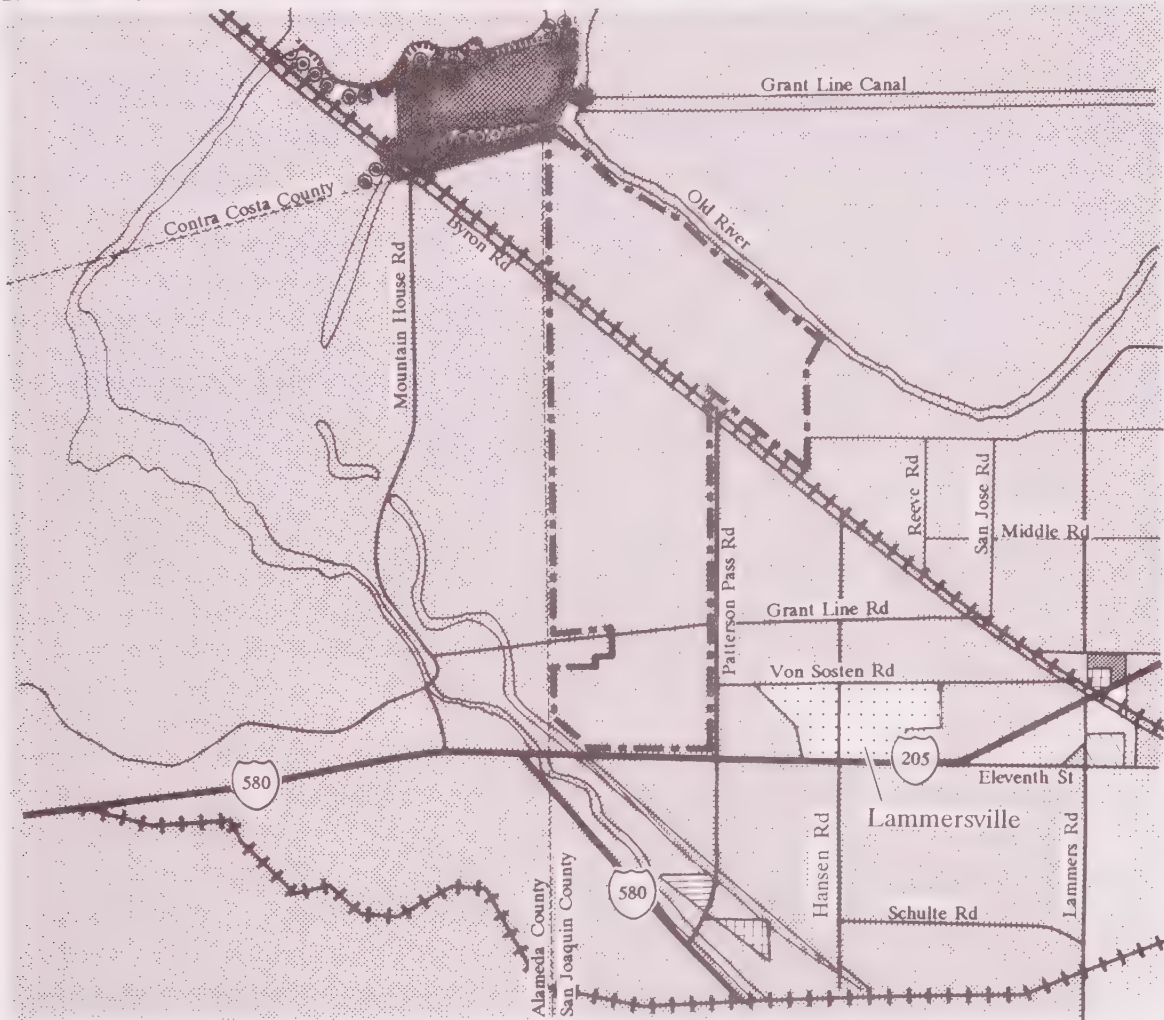 Grant Line Canal
Old River
Contra Costa County
Byron Rd
Mountain House Rd
Reeve Rd
San Jose Rd
Middle Rd
Patterson Pass Rd
Grant Line Rd
Von Sosten Rd
205
580
Eleventh St
Lammersville
Hansen Rd
Lammers Rd
580
Schulte Rd
Alameda County
San Joaquin County